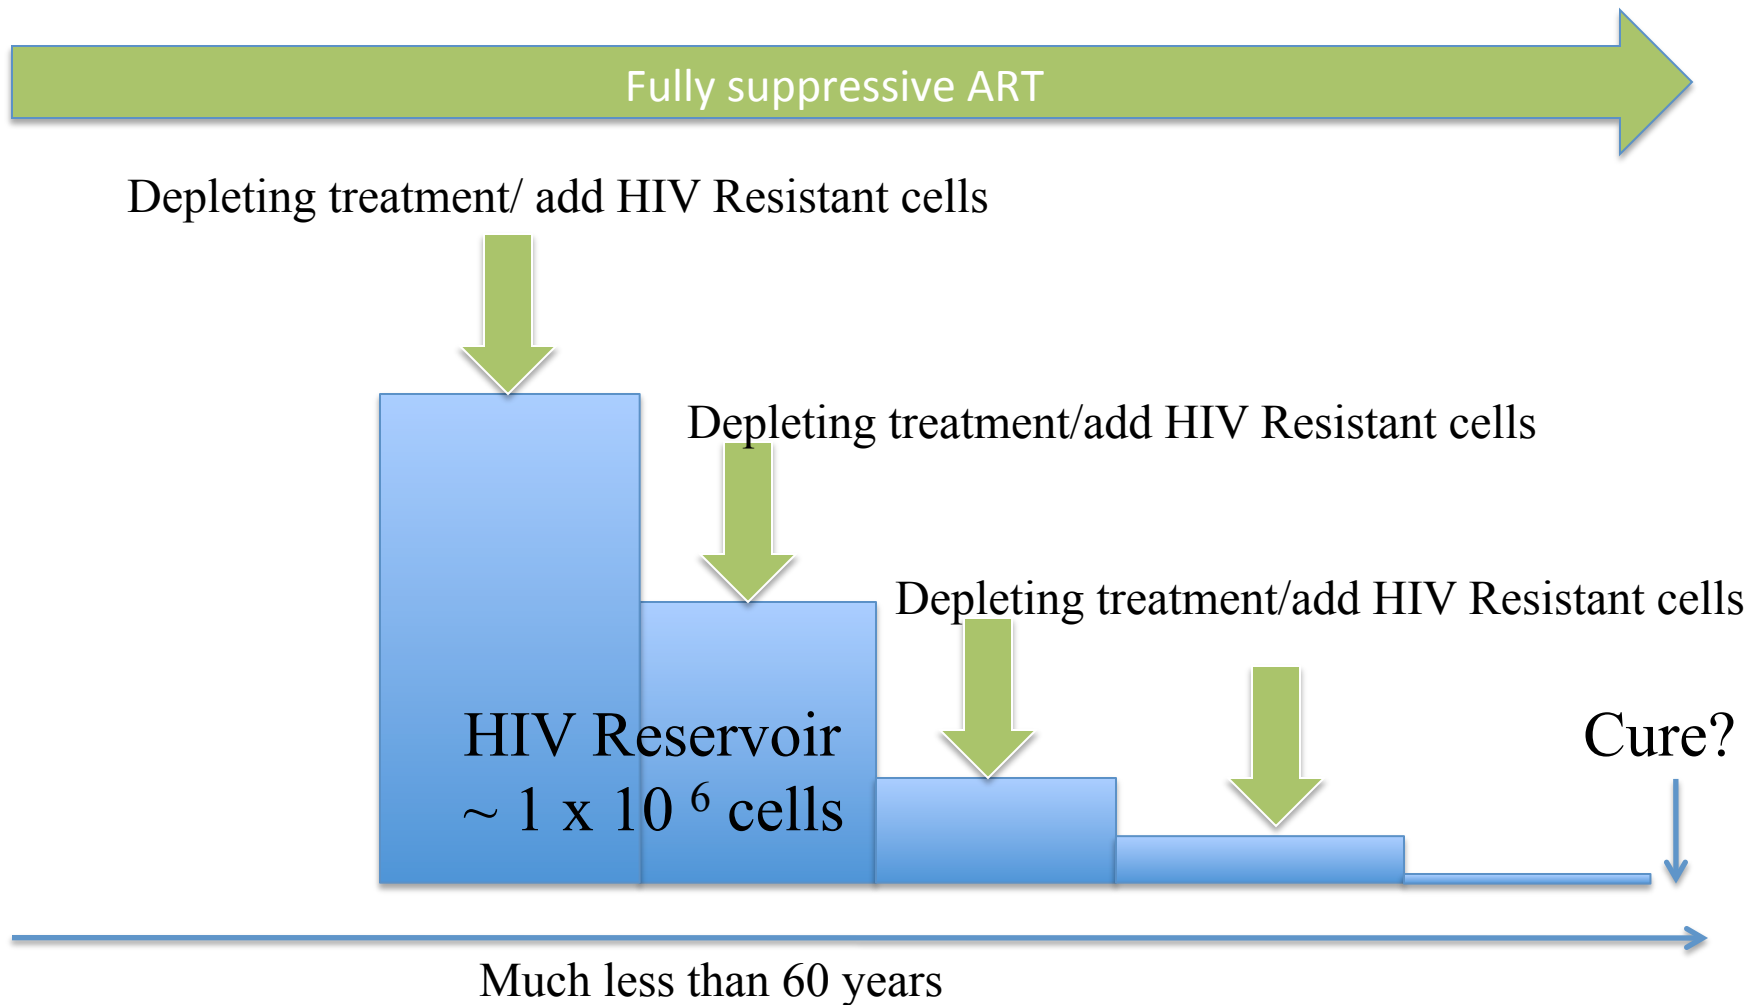 Fully suppressive ART
Depleting treatment/ add HIV Resistant cells
Depleting treatment/add HIV Resistant cells
Depleting treatment/add HIV Resistant cells
HIV Reservoir
~ 1 x 10 ⁶ cells
Cure?
Much less than 60 years